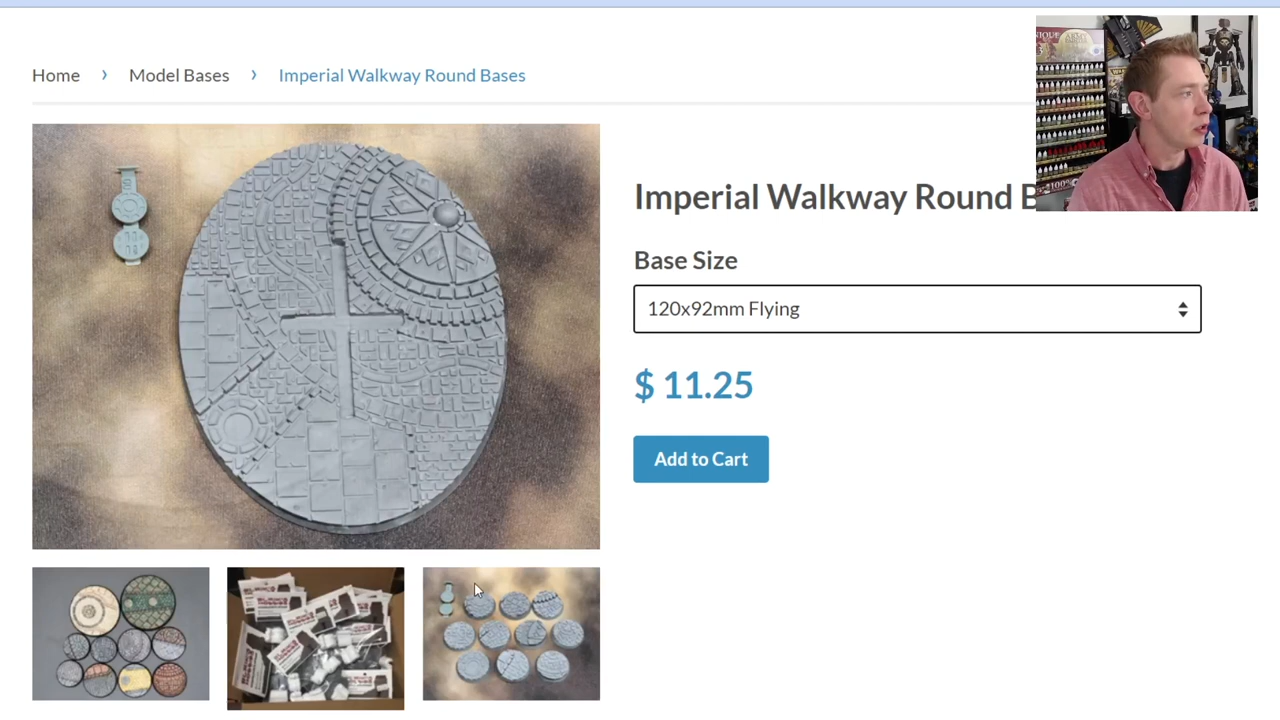 Home › Model Bases › Imperial Walkway Round Bases
Imperial Walkway Round B
Base Size
120x92mm Flying
$ 11.25
Add to Cart